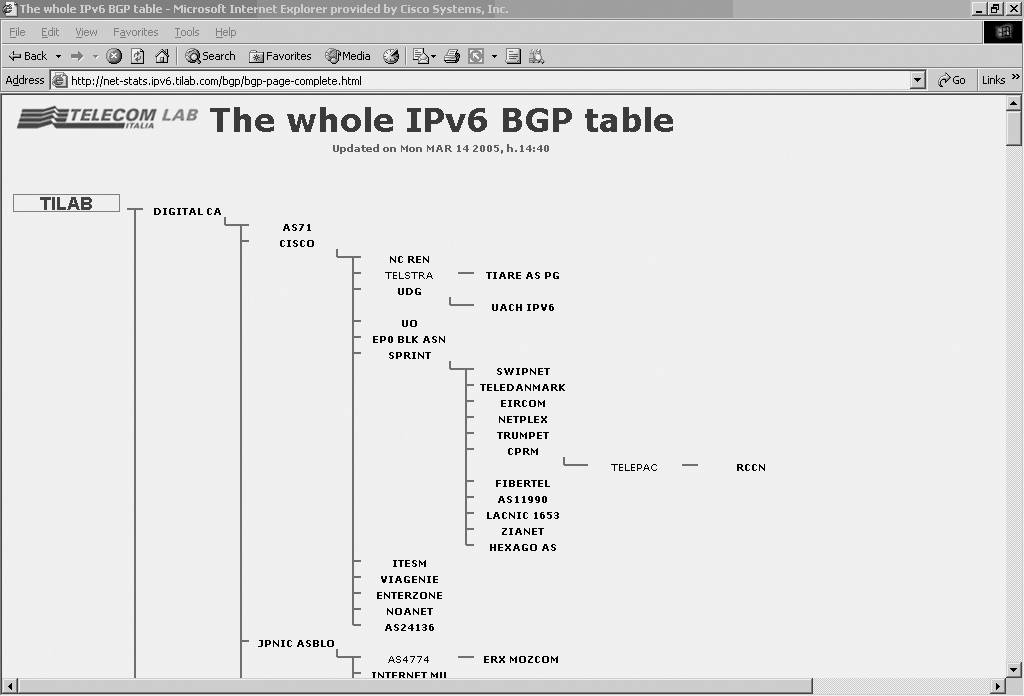 The whole IPv6 BGP table - Microsoft Internet Explorer provided by Cisco Systems, Inc.
File Edit View Favorites Tools Help
Back Search Favorites Media
Address http://net-stats.ipv6.tilab.com/bgp/bgp-page-complete.html Go Links »
TELECOM LAB
ITALIA
The whole IPv6 BGP table
Updated on Mon MAR 14 2005, h.14:40
TILAB
DIGITAL CA
AS71
CISCO
NC REN
TELSTRA TIARE AS PG
UDG
UACH IPV6
UO
EP0 BLK ASN
SPRINT
SWIPNET
TELEDANMARK
EIRCOM
NETPLEX
TRUMPET
CPRM
TELEPAC RCCN
FIBERTEL
AS11990
LACNIC 1653
ZIANET
HEXAGO AS
ITESM
VIAGENIE
ENTERZONE
NOANET
AS24136
JPNIC ASBLO
AS4774 ERX MOZCOM